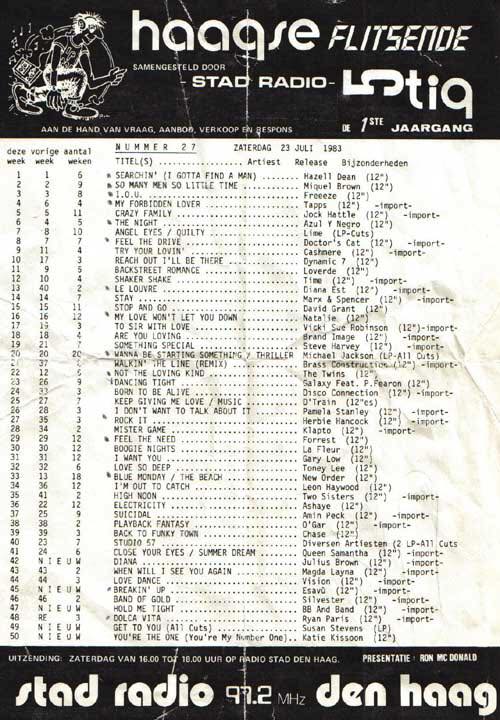 haagse FLITSENDE
SAMENGESTELD DOOR
- STAD RADIO - 5tig
AAN DE HAND VAN VRAAG, AANBOD, VERKOOP EN RESPONS DE 1STE JAARGANG
NUMMER 27 ZATERDAG 23 JULI 1983
deze vorige aantal
week week weken TITEL(S) ........ Artiest Release Bijzonderheden
1 1 6 * SEARCHIN' (I GOTTA FIND A MAN) ....... Hazell Dean (12")
2 2 9 * SO MANY MEN SO LITTLE TIME ........... Miquel Brown (12")
3 3 8 * I.O.U. ........ Freeeze (12")
4 6 4 * MY FORBIDDEN LOVER ........ Tapps (12") -import-
5 5 11 CRAZY FAMILY ........ Jock Hattle (12") -import-
6 4 5 * THE NIGHT ........ Azul Y Negro (12")
7 8 10 ANGEL EYES / GUILTY ........ Lime (LP-Cuts)
8 7 7 * FEEL THE DRIVE ........ Doctor's Cat (12")
9 11 4 TRY YOUR LOVIN' ........ Cashmere (12") -import-
10 17 3 REACH OUT I'LL BE THERE ........ Dynamic 7 (12")
11 9 5 BACKSTREET ROMANCE ........ Loverde (12")
12 10 4 SHAKER SHAKE ........ Time (12") -import-
13 40 2 * LE LOUVRE ........ Diana Est (12") -import-
14 14 7 STAY ........ Marx & Spencer (12") -import-
15 15 11 STOP AND GO ........ David Grant (12")
16 16 12 * MY LOVE WON'T LET YOU DOWN ........ Natalie (12")
17 19 3 * TO SIR WITH LOVE ........ Vicki Sue Robinson (12")-import-
18 18 4 * ARE YOU LOVING ........ Brand Image (12") -import-
19 21 7 SOMETHING SPECIAL ........ Steve Harvey (12") -import-
20 20 20 * WANNA BE STARTING SOMETHING / THRILLER Michael Jackson (LP-All Cuts)
21 37 2 WALKIN' THE LINE (REMIX) ........ Brass Construction (12") -import-
22 12 6 * NOT THE LOVING KIND ........ The Twins (12")
23 26 9 * DANCING TIGHT ........ Galaxy Feat. P.Fearon (12")
24 33 3 BORN TO BE ALIVE ........ Disco Connection (12") -import-
25 7 KEEP GIVING ME LOVE / MUSIC ........ D'Train (12"es)
26 28 3 I DON'T WANT TO TALK ABOUT IT ........ Pamela Stanley (12") -import-
27 35 3 * ROCK IT ........ Herbie Hancock (12") -import-
28 34 2 MISTER GAME ........ Klapto (12") -import-
29 29 12 * FEEL THE NEED ........ Forrest (12")
30 30 12 BOOGIE NIGHTS ........ La Fleur (12")
31 31 12 I WANT YOU ........ Gary Low (12")
32 32 6 LOVE SO DEEP ........ Toney Lee (12")
33 13 18 * BLUE MONDAY / THE BEACH ........ New Order (12")
34 36 12 I'M OUT TO CATCH ........ Leon Haywood (12")
35 41 2 HIGH NOON ........ Two Sisters (12") -import-
36 22 12 ELECTRICITY ........ Ashaye (12")
37 25 9 SUICIDAL ........ Amin Peck (12") -import-
38 38 2 PLAYBACK FANTASY ........ O'Gar (12") -import-
39 39 3 BACK TO FUNKY TOWN ........ Chase (12")
40 23 7 STUDIO 57 ........ Diversen Artiestem (2 LP-All Cuts
41 24 6 CLOSE YOUR EYES / SUMMER DREAM ........ Queen Samantha (12") -import-
42 N I E U W DIANA ........ Julius Brown (12") -import-
43 43 2 WHEN WILL I SEE YOU AGAIN ........ Magda Layna (12") -import-
44 44 3 LOVE DANCE ........ Vision (12") -import-
45 N I E U W * BREAKIN' UP ........ Esavù (12") -import-
46 46 2 BAND OF GOLD ........ Silvester (12") -import-
47 N I E U W HOLD ME TIGHT ........ BB And Band (12") -import-
48 RE 3 * DOLCA VITA ........ Ryan Paris (12") -import-
49 N I E U W GET TO YOU (All Cuts) ........ Susan Stevens (LP)
50 N I E U W YOU'RE THE ONE (You're My Number One).. Katie Kissoon (12")
UITZENDING: ZATERDAG VAN 16.00 TOT 18.00 UUR OP RADIO STAD DEN HAAG. PRESENTATIE: RON MC DONALD
stad radio 97.2 MHz den haag